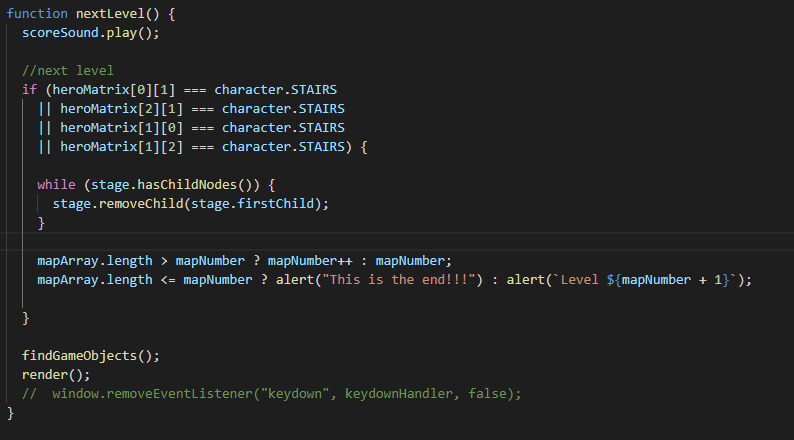 function nextLevel() {
scoreSound.play();
//next level
if (heroMatrix[0][1] === character.STAIRS
|| heroMatrix[2][1] === character.STAIRS
|| heroMatrix[1][0] === character.STAIRS
|| heroMatrix[1][2] === character.STAIRS) {
while (stage.hasChildNodes()) {
stage.removeChild(stage.firstChild);
}
mapArray.length > mapNumber ? mapNumber++ : mapNumber;
mapArray.length <= mapNumber ? alert("This is the end!!!") : alert(`Level ${mapNumber + 1}`);
}
findGameObjects();
render();
//  window.removeEventListener("keydown", keydownHandler, false);
}